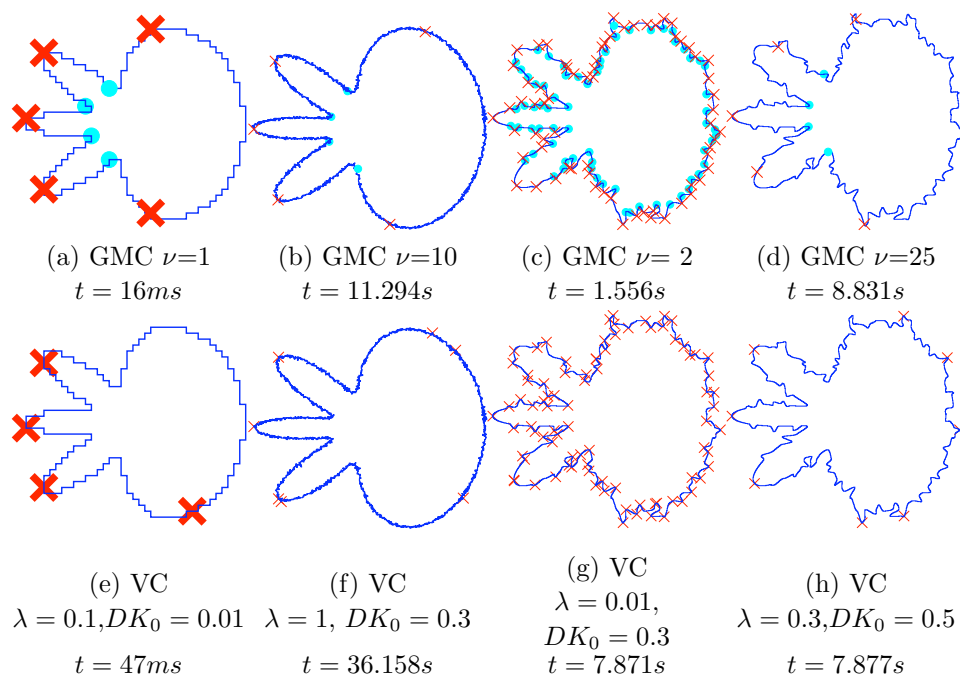 (a) GMC ν=1
t = 16ms
(b) GMC ν=10
t = 11.294s
(c) GMC ν= 2
t = 1.556s
(d) GMC ν=25
t = 8.831s
(e) VC
λ = 0.1,DK₀ = 0.01
t = 47ms
(f) VC
λ = 1, DK₀ = 0.3
t = 36.158s
(g) VC
λ = 0.01,
DK₀ = 0.3
t = 7.871s
(h) VC
λ = 0.3,DK₀ = 0.5
t = 7.877s